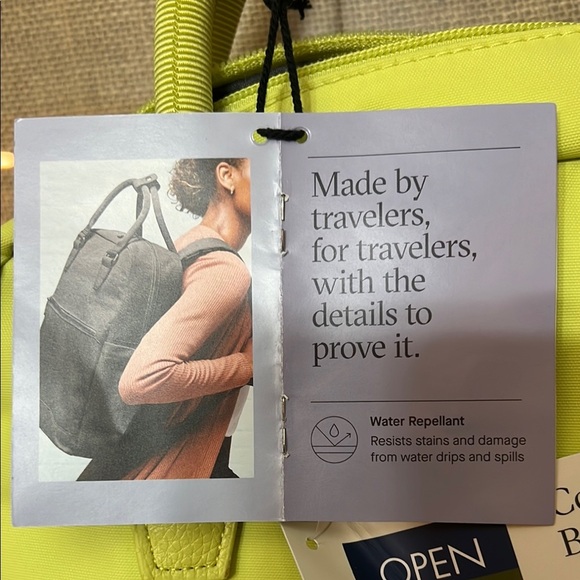 Made by
travelers,
for travelers,
with the
details to
prove it.
Water Repellant
Resists stains and damage
from water drips and spills
OPEN